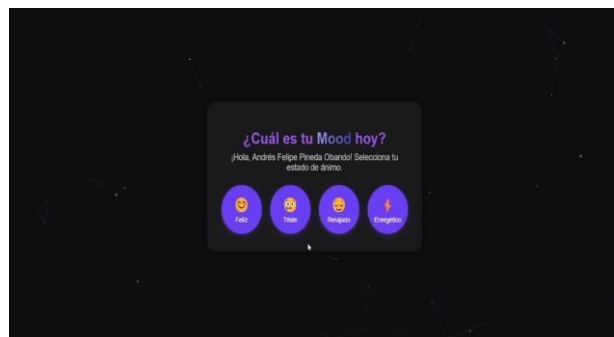 ¿Cuál es tu Mood hoy?
¡Hola, Andrés Felipe Pineda Obando! Selecciona tu
estado de ánimo.
Feliz
Triste
Relajado
Energético